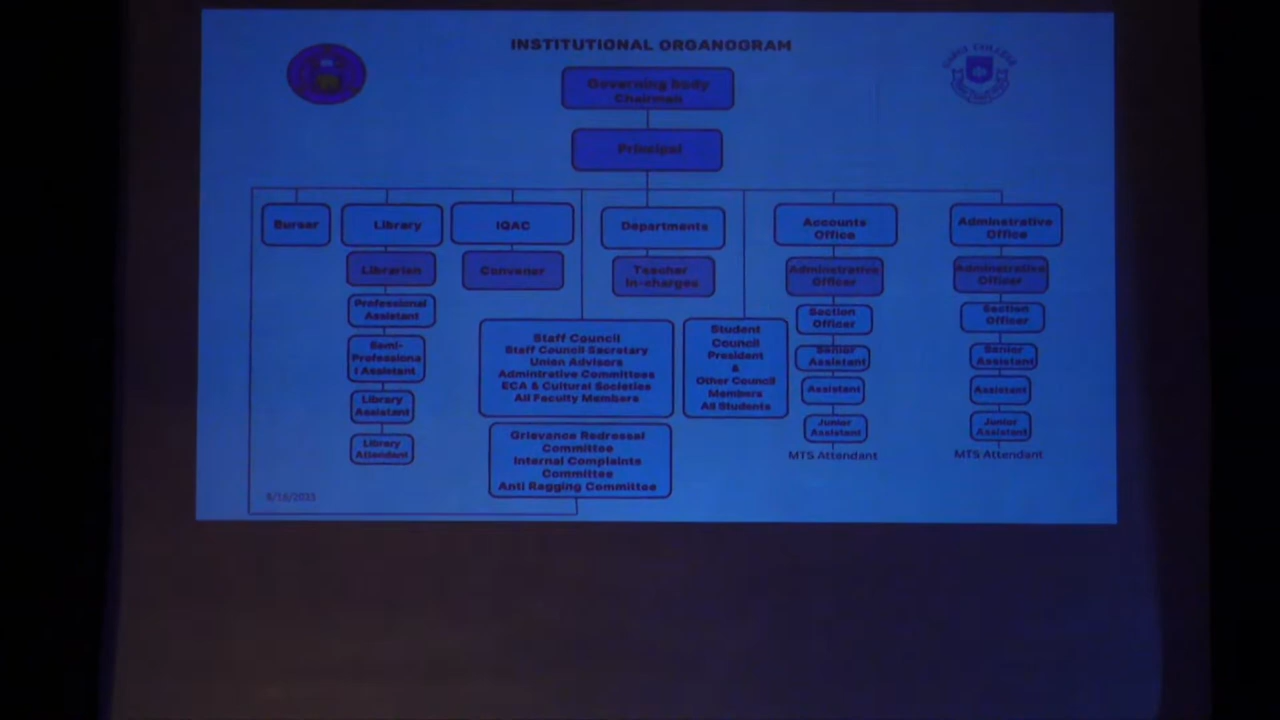 INSTITUTIONAL ORGANOGRAM
Governing body
Chairman
Principal
Bursar
Library
IQAC
Departments
Accounts
Office
Adminstrative
Office
Librarian
Convener
Teacher
In-charges
Adminstrative
Officer
Adminstrative
Officer
Professional
Assistant
Section
Officer
Section
Officer
Semi-
Professiona
l Assistant
Staff Council
Staff Council Secretary
Union Advisors
Admintrative Committees
ECA & Cultural Societies
All Faculty Members
Student
Council
President
&
Other Council
Members
All Students
Senior
Assistant
Senior
Assistant
Library
Assistant
Assistant
Assistant
Library
Attendant
Junior
Assistant
Junior
Assistant
Grievance Redressal
Committee
Internal Complaints
Committee
Anti Ragging Committee
MTS Attendant
MTS Attendant